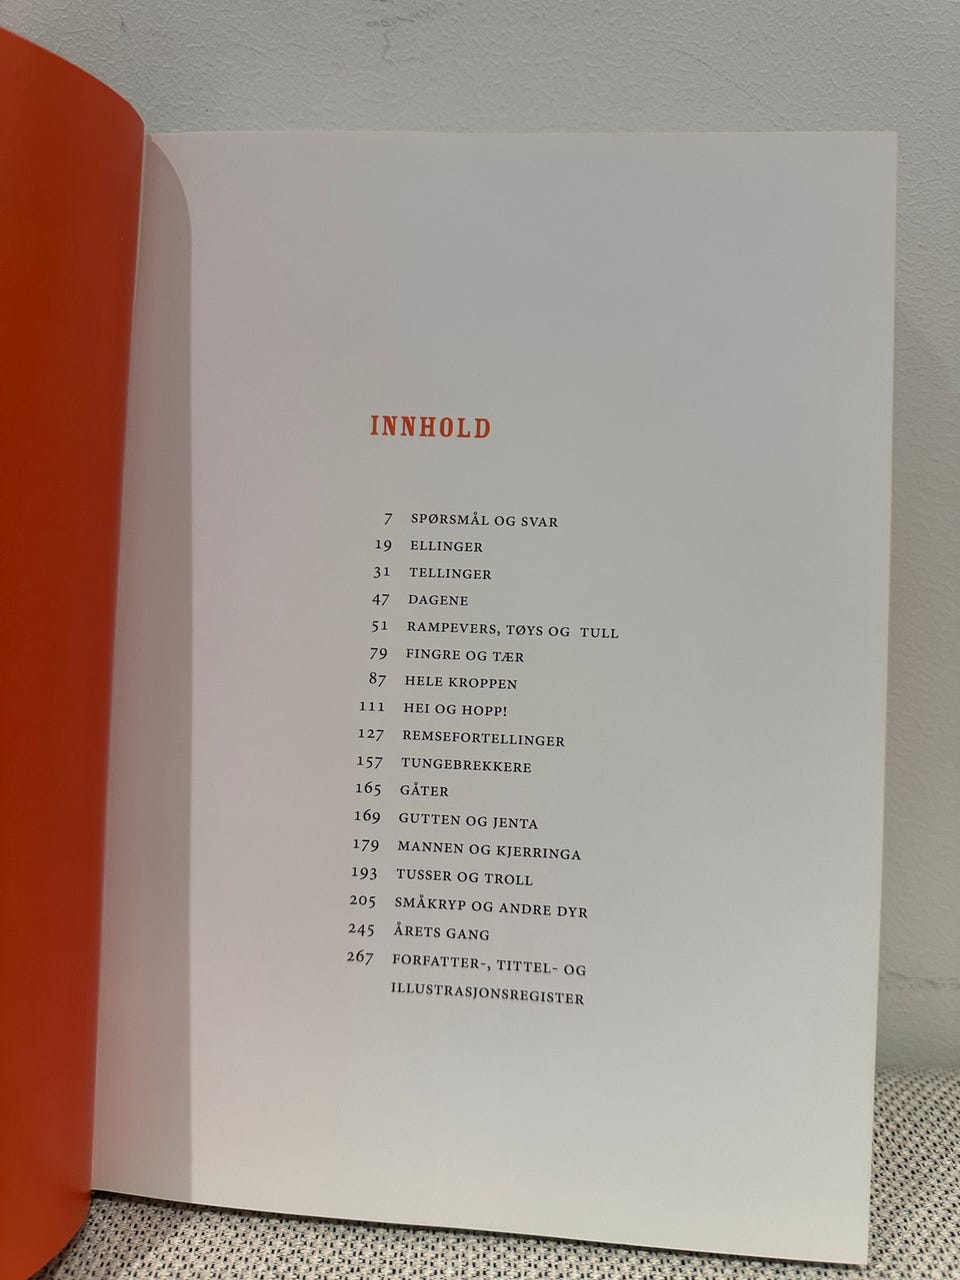 INNHOLD
7 SPØRSMÅL OG SVAR
19 ELLINGER
31 TELLINGER
47 DAGENE
51 RAMPEVERS, TØYS OG TULL
79 FINGRE OG TÆR
87 HELE KROPPEN
111 HEI OG HOPP!
127 REMSEFORTELLINGER
157 TUNGEBREKKERE
165 GÅTER
169 GUTTEN OG JENTA
179 MANNEN OG KJERRINGA
193 TUSSER OG TROLL
205 SMÅKRYP OG ANDRE DYR
245 ÅRETS GANG
267 FORFATTER-, TITTEL- OG
ILLUSTRASJONSREGISTER